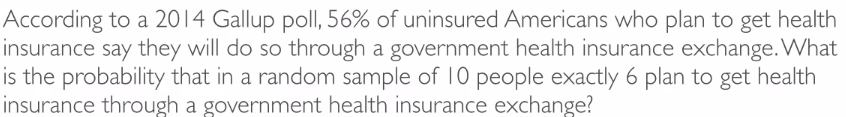 According to a 2014 Gallup poll, 56% of uninsured Americans who plan to get health
insurance say they will do so through a government health insurance exchange. What
is the probability that in a random sample of 10 people exactly 6 plan to get health
insurance through a government health insurance exchange?